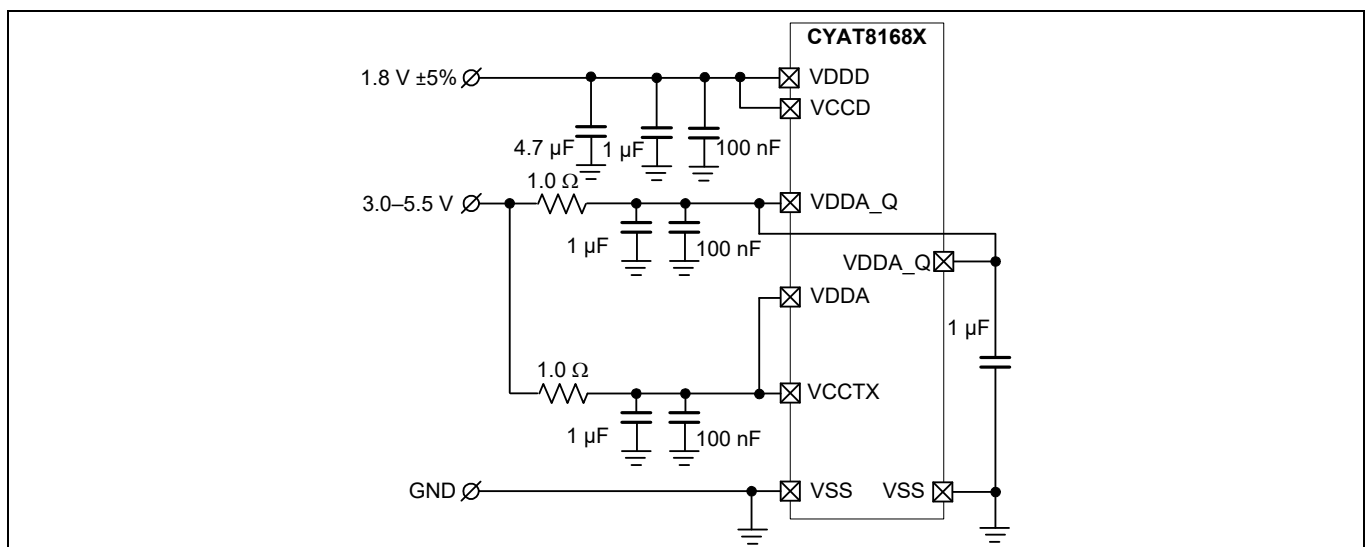 CYAT8168X
1.8 V ±5%
VDDD
VCCD
4.7 µF
1 µF
100 nF
1.0 Ω
3.0–5.5 V
VDDA_Q
1 µF
100 nF
VDDA_Q
VDDA
1 µF
1.0 Ω
VCCTX
1 µF
100 nF
GND
VSS
VSS